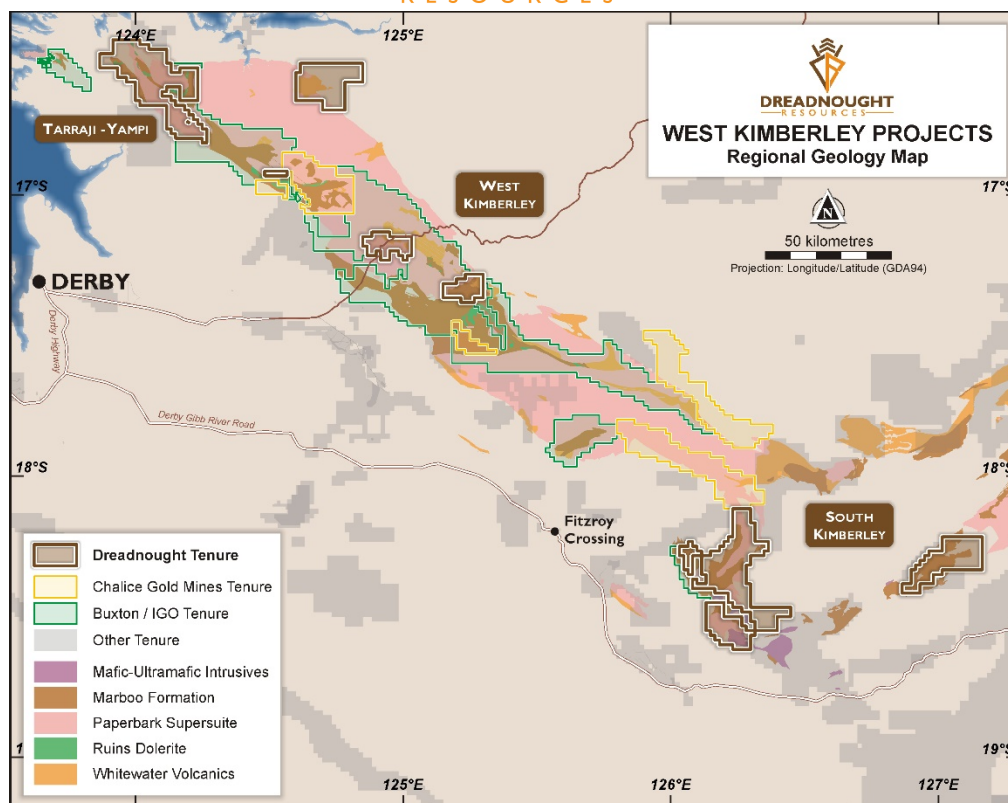 RESOURCES
124°E
125°E
DREADNOUGHT
RESOURCES
WEST KIMBERLEY PROJECTS
Regional Geology Map
TARRAJI - YAMPI
17°S
WEST
KIMBERLEY
17°S
N
50 kilometres
Projection: Longitude/Latitude (GDA94)
DERBY
Derby Highway
Derby Gibb River Road
18°S
18°S
Fitzroy
Crossing
SOUTH
KIMBERLEY
Dreadnought Tenure
Chalice Gold Mines Tenure
Buxton / IGO Tenure
Other Tenure
Mafic-Ultramafic Intrusives
Marboo Formation
Paperbark Supersuite
Ruins Dolerite
Whitewater Volcanics
19°S
125°E
126°E
127°E